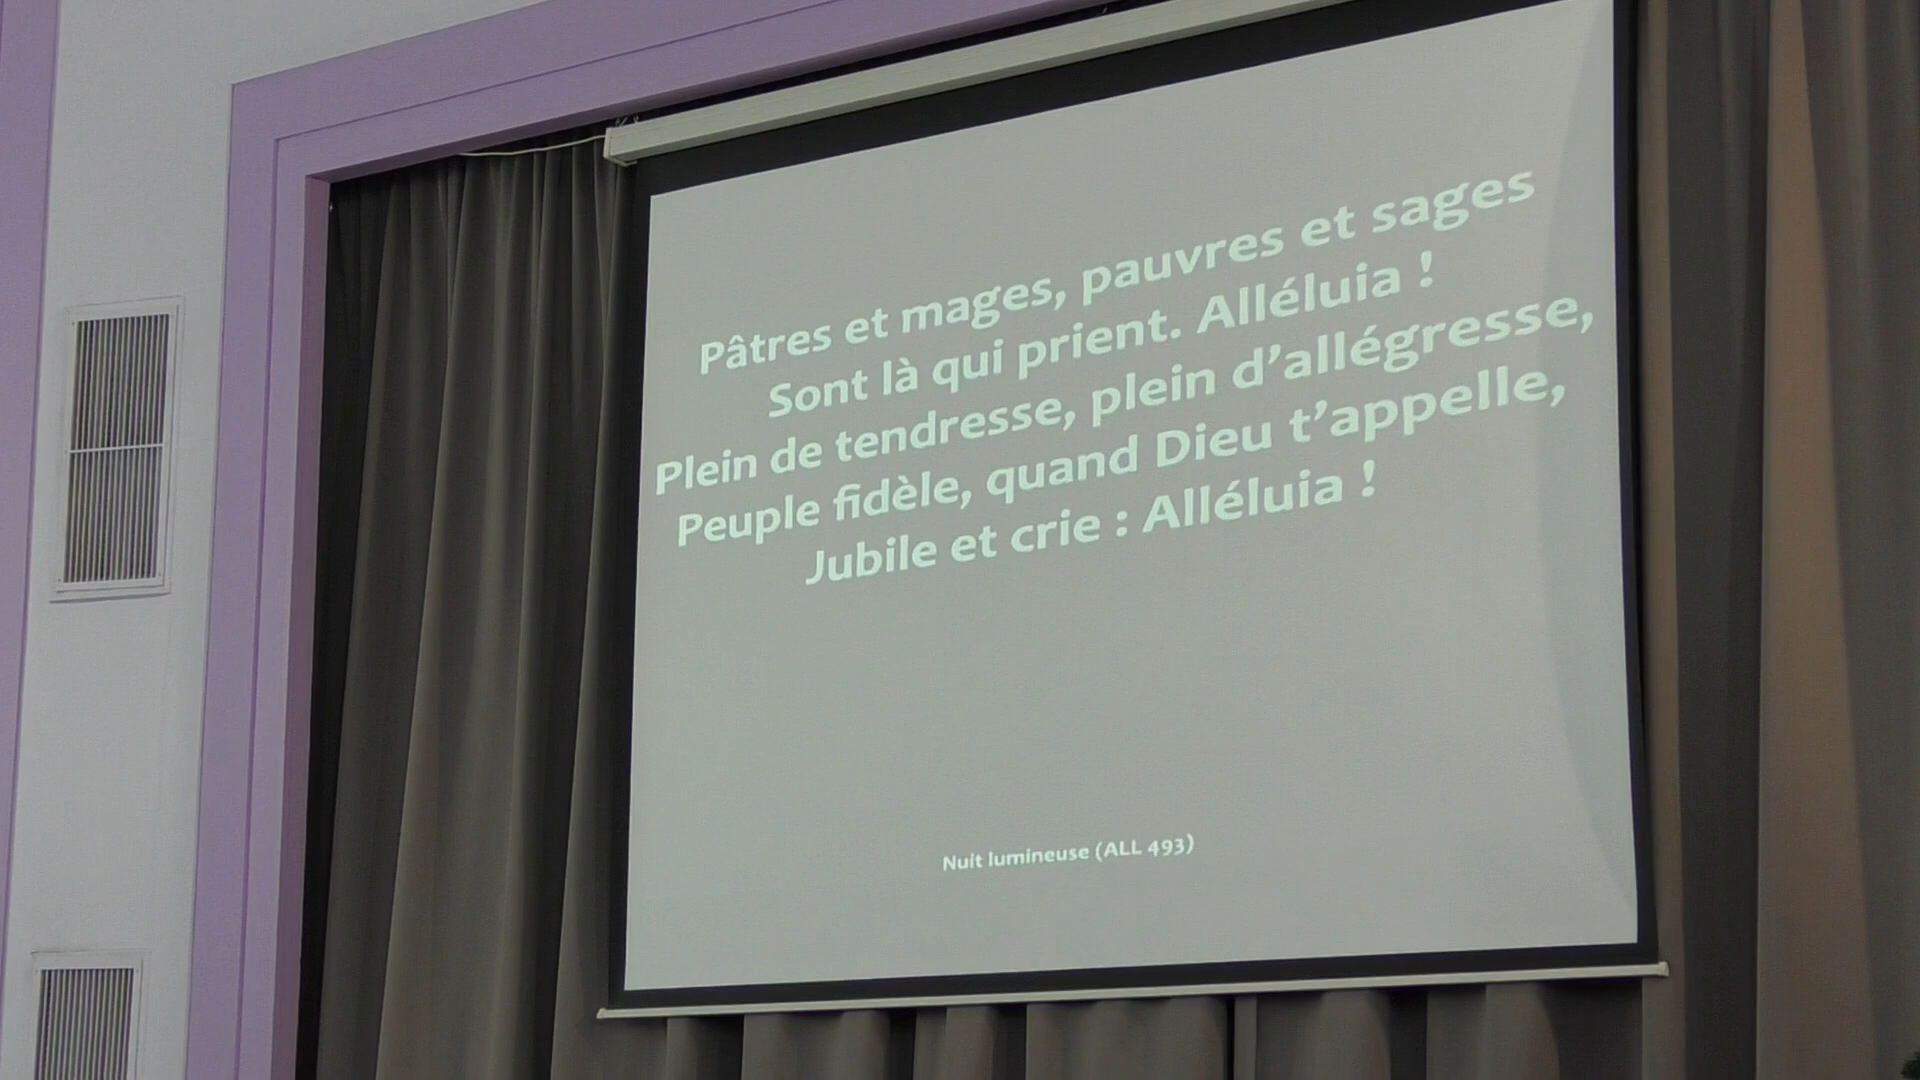 Pâtres et mages, pauvres et sages
Sont là qui prient. Alléluia !
Plein de tendresse, plein d’allégresse,
Peuple fidèle, quand Dieu t’appelle,
Jubile et crie : Alléluia !
Nuit lumineuse (ALL 493)